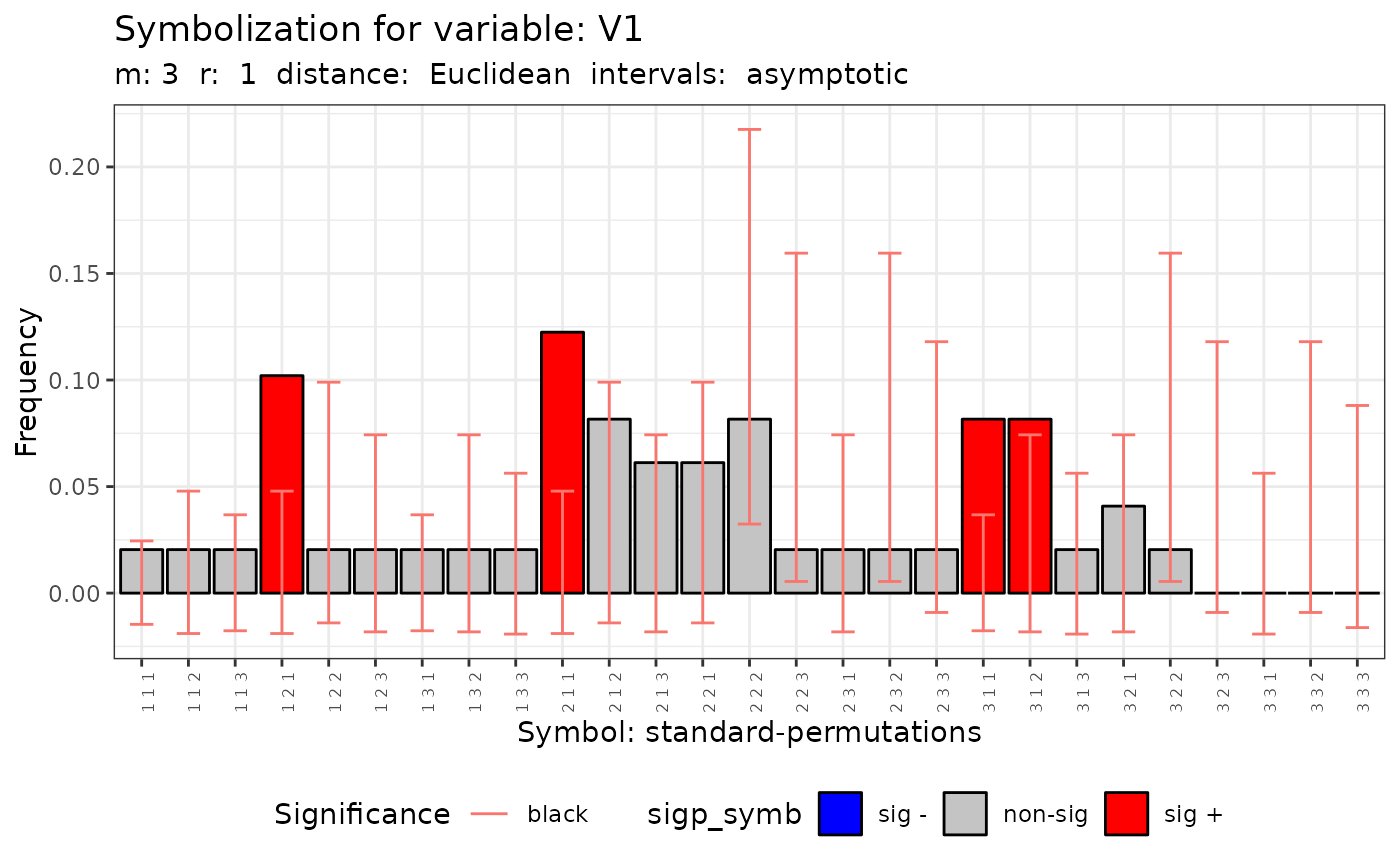 Symbolization for variable: V1
m: 3 r: 1 distance: Euclidean intervals: asymptotic
Frequency
0.20
0.15
0.10
0.05
0.00
1 1 1
1 1 2
1 1 3
1 2 1
1 2 2
1 2 3
1 3 1
1 3 2
1 3 3
2 1 1
2 1 2
2 1 3
2 2 1
2 2 2
2 2 3
2 3 1
2 3 2
2 3 3
3 1 1
3 1 2
3 1 3
3 2 1
3 2 2
3 2 3
3 3 1
3 3 2
3 3 3
Symbol: standard-permutations
Significance black sigp_symb sig - non-sig sig +